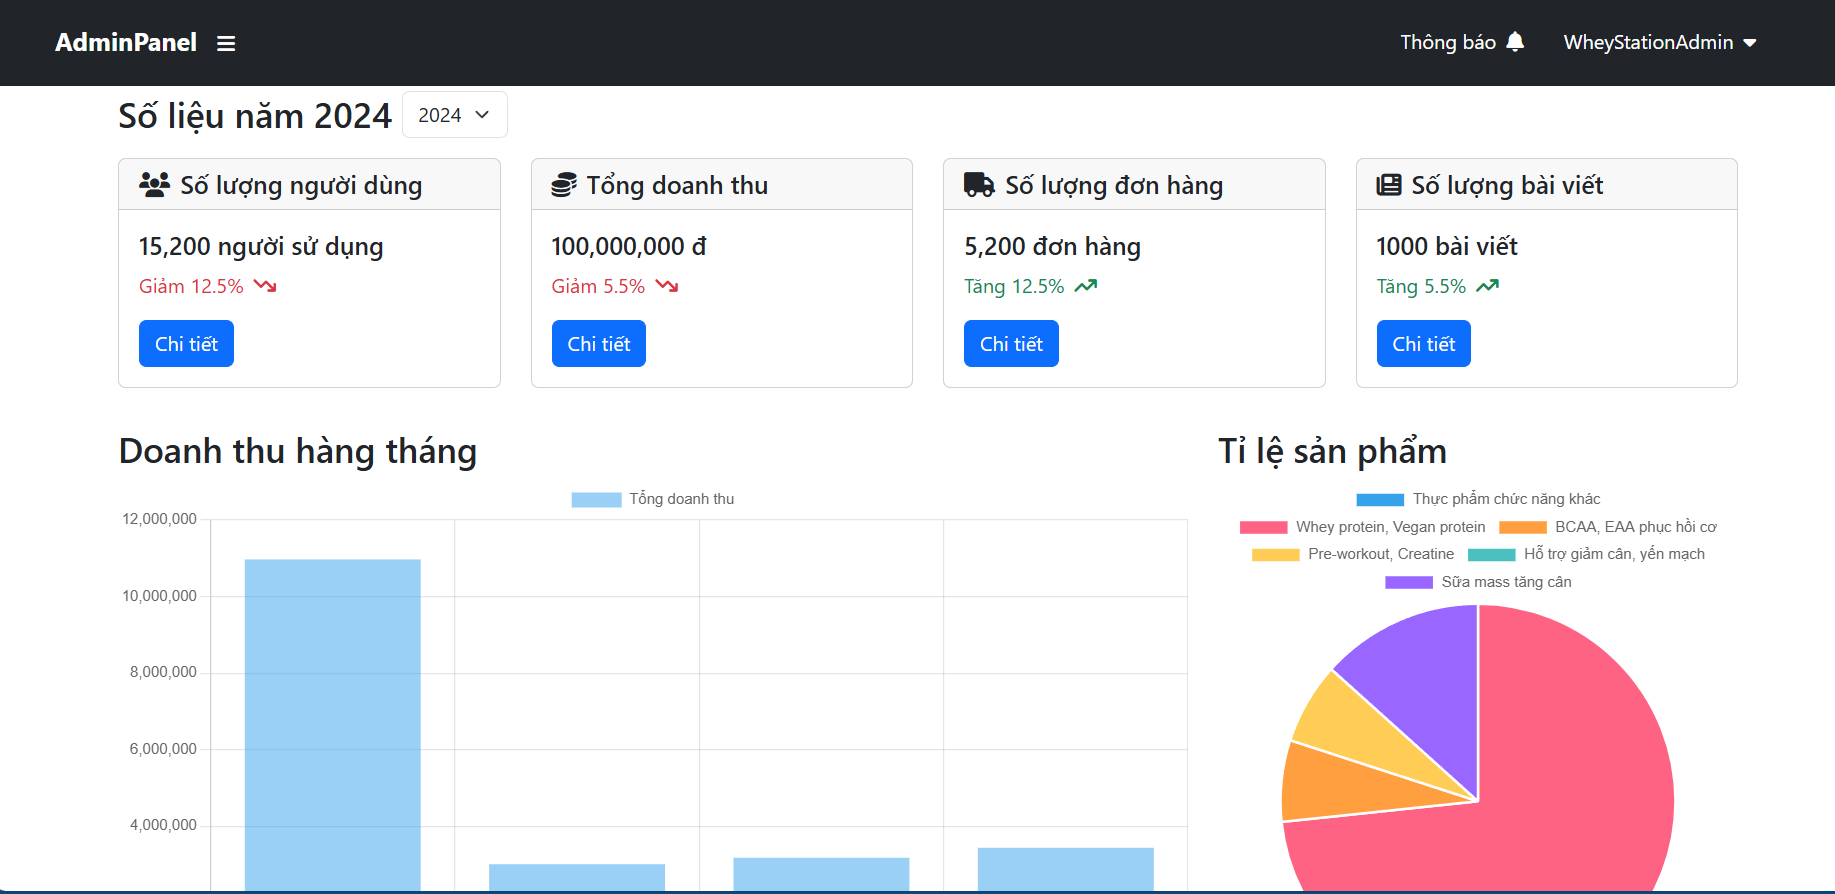 AdminPanel
Thông báo
WheyStationAdmin
Số liệu năm 2024
2024
Số lượng người dùng
15,200 người sử dụng
Giảm 12.5%
Chi tiết
Tổng doanh thu
100,000,000 đ
Giảm 5.5%
Chi tiết
Số lượng đơn hàng
5,200 đơn hàng
Tăng 12.5%
Chi tiết
Số lượng bài viết
1000 bài viết
Tăng 5.5%
Chi tiết
Doanh thu hàng tháng
Tổng doanh thu
12,000,000
10,000,000
8,000,000
6,000,000
4,000,000
Tỉ lệ sản phẩm
Thực phẩm chức năng khác
Whey protein, Vegan protein
BCAA, EAA phục hồi cơ
Pre-workout, Creatine
Hỗ trợ giảm cân, yến mạch
Sữa mass tăng cân